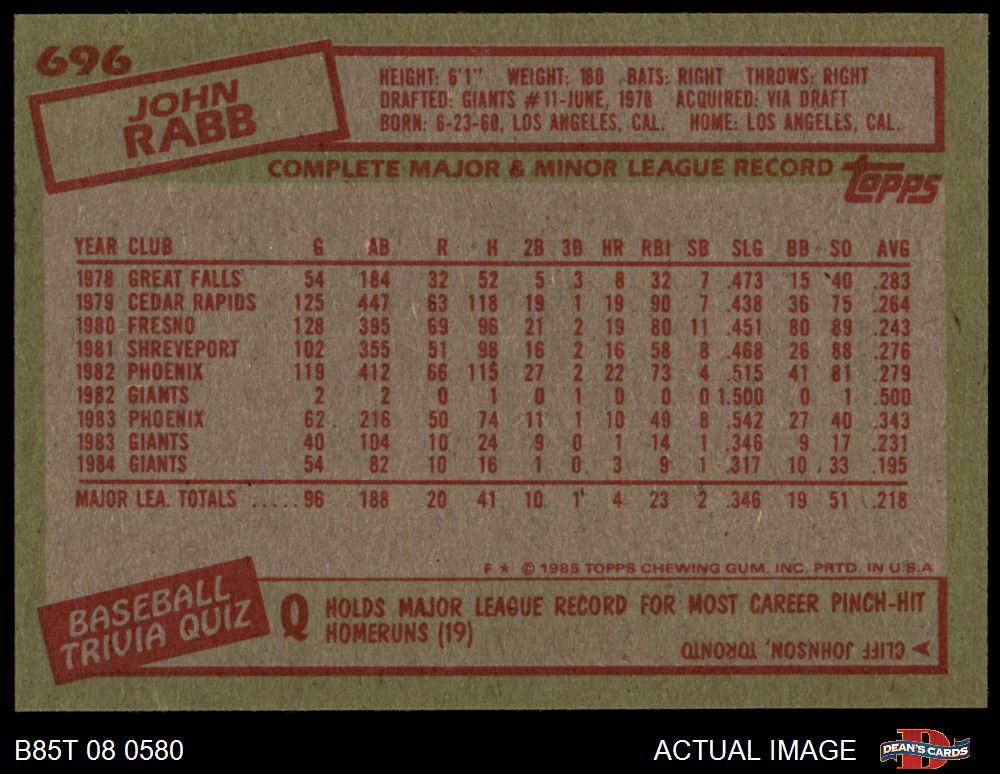 696
JOHN
RABB
HEIGHT: 6'1" WEIGHT: 180 BATS: RIGHT THROWS: RIGHT
DRAFTED: GIANTS #11-JUNE, 1978 ACQUIRED: VIA DRAFT
BORN: 6-23-60, LOS ANGELES, CAL. HOME: LOS ANGELES, CAL.
COMPLETE MAJOR & MINOR LEAGUE RECORD topps
YEAR CLUB G AB R H 2B 3B HR RBI SB SLG BB SO AVG
1978 GREAT FALLS 54 184 32 52 5 3 8 32 7 .473 15 40 .283
1979 CEDAR RAPIDS 125 447 63 118 19 1 19 90 7 .438 36 75 .264
1980 FRESNO 128 395 69 96 21 2 19 80 11 .451 80 89 .243
1981 SHREVEPORT 102 355 51 98 16 2 16 58 8 .468 26 88 .276
1982 PHOENIX 119 412 66 115 27 2 22 73 4 .515 41 81 .279
1982 GIANTS 2 2 0 1 0 1 0 0 0 1.500 0 1 .500
1983 PHOENIX 62 216 50 74 11 1 10 49 8 .542 27 40 .343
1983 GIANTS 40 104 10 24 9 0 1 14 1 .346 9 17 .231
1984 GIANTS 54 82 10 16 1 0 3 9 1 .317 10 33 .195
MAJOR LEA. TOTALS ..... 96 188 20 41 10 1 4 23 2 .346 19 51 .218
F * © 1985 TOPPS CHEWING GUM, INC. PRTD. IN U.S.A
BASEBALL
TRIVIA QUIZ
Q HOLDS MAJOR LEAGUE RECORD FOR MOST CAREER PINCH-HIT
HOMERUNS (19)
A CLIFF JOHNSON, TORONTO
B85T 08 0580
ACTUAL IMAGE
DEAN'S CARDS